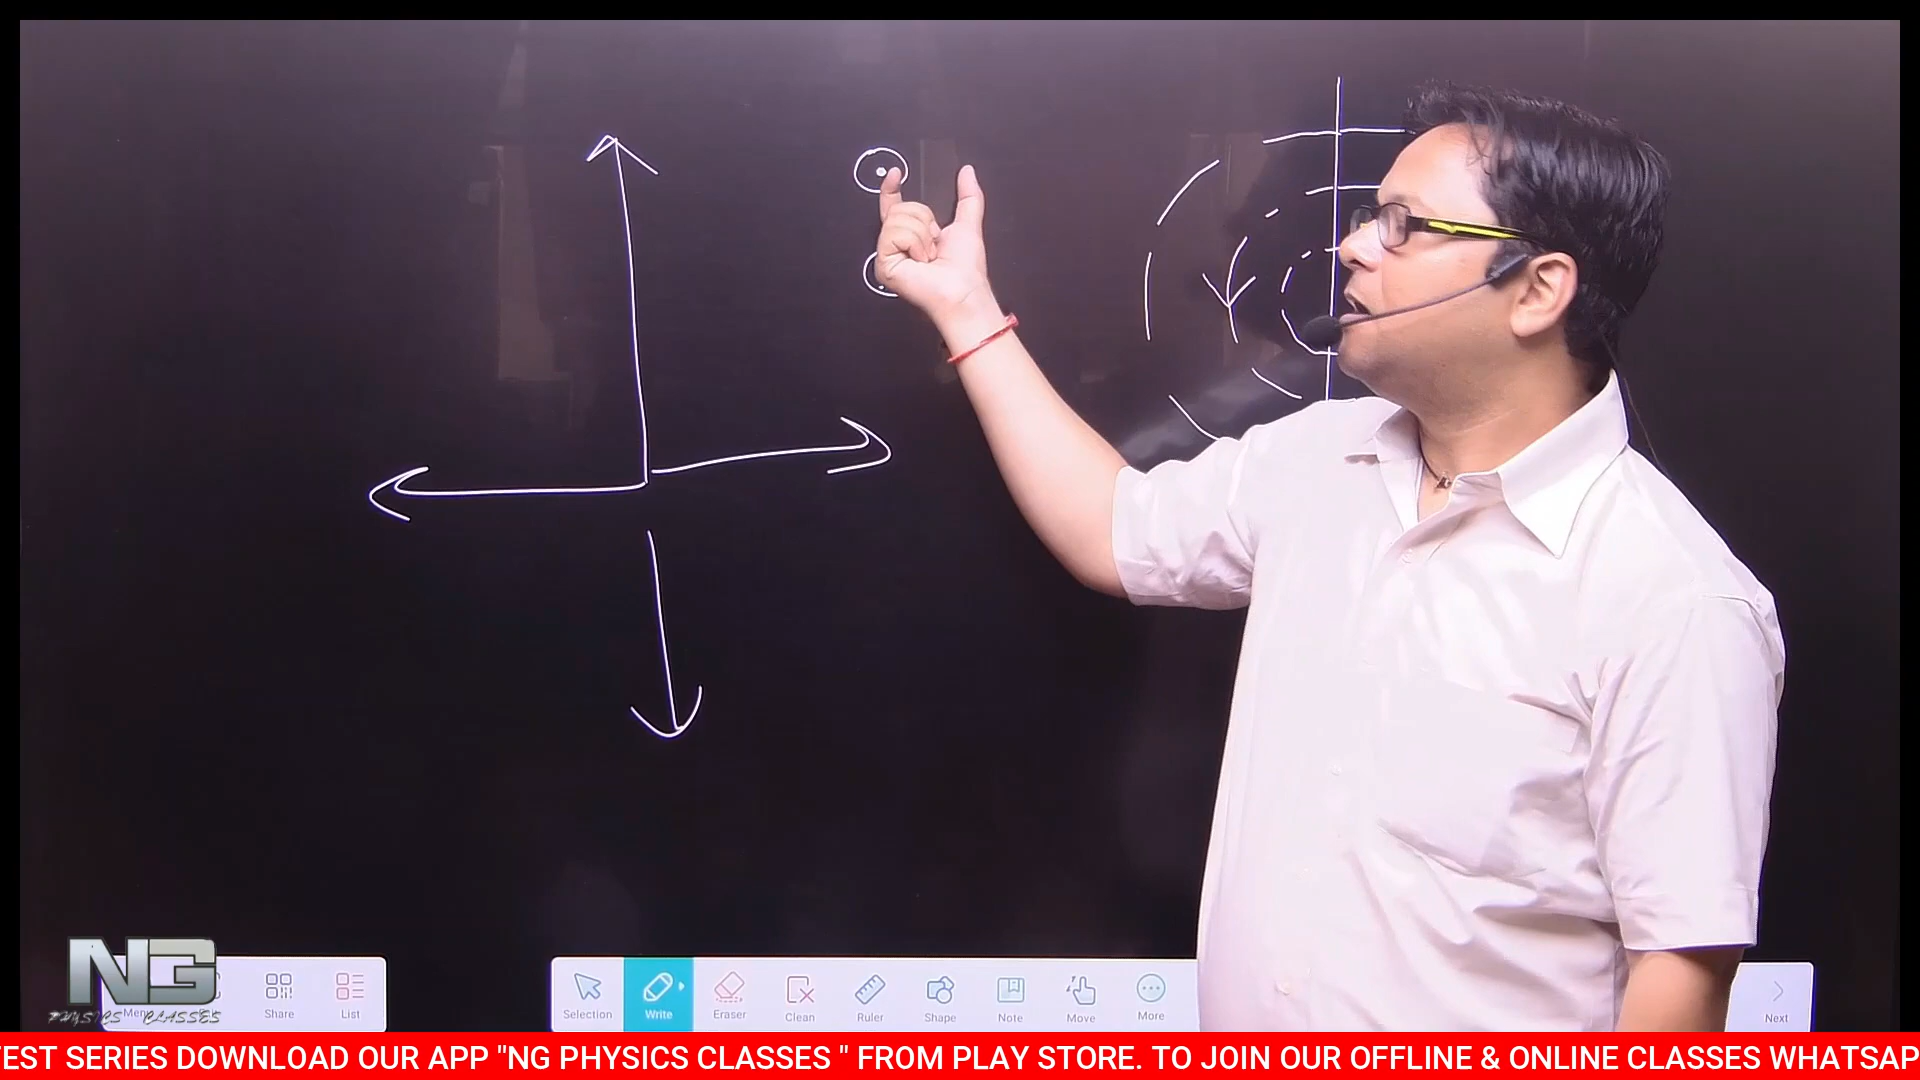 NG
PHYSICS CLASSES
Share
List
Selection
Write
Eraser
Clean
Ruler
Shape
Note
Move
More
Next
TEST SERIES DOWNLOAD OUR APP "NG PHYSICS CLASSES " FROM PLAY STORE. TO JOIN OUR OFFLINE & ONLINE CLASSES WHATSAP